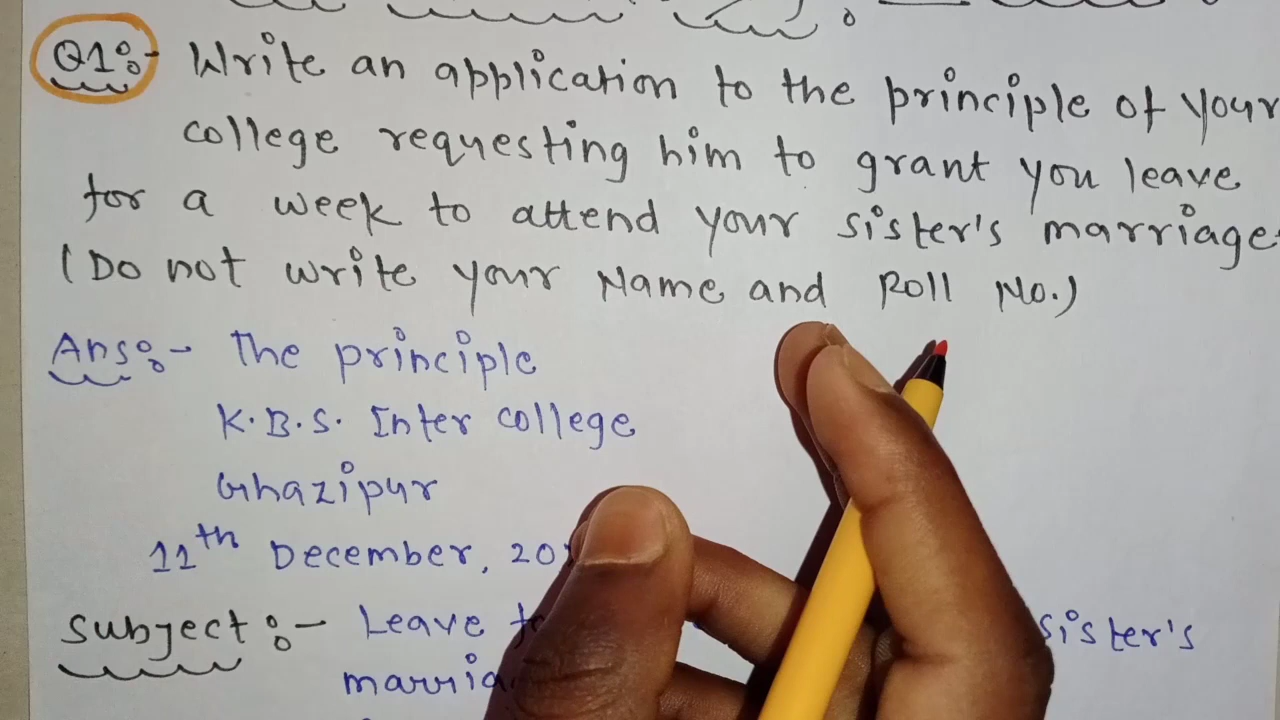 Q1:- Write an application to the principle of your
college requesting him to grant you leave
for a week to attend your sister's marriage.
(Do not write your Name and Roll No.)
Ans:- The principle
K.B.S. Inter college
Ghazipur
11th December, 20
Subject:- Leave sister's